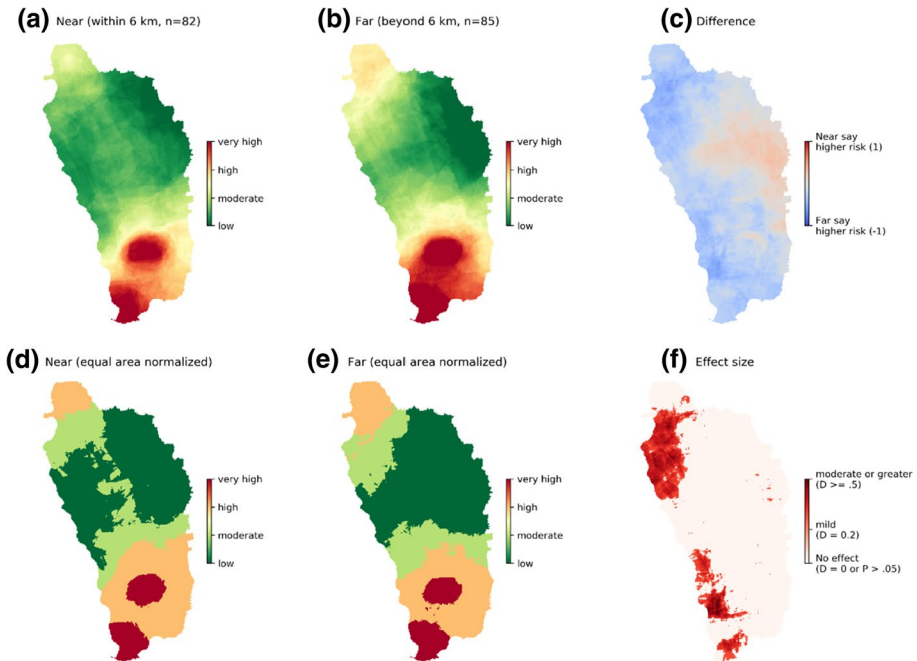 (a) Near (within 6 km, n=82)
(b) Far (beyond 6 km, n=85)
(c) Difference
very high
high
moderate
low
very high
high
moderate
low
Near say
higher risk (1)
Far say
higher risk (-1)
(d) Near (equal area normalized)
(e) Far (equal area normalized)
(f) Effect size
very high
high
moderate
low
very high
high
moderate
low
moderate or greater
(D >= .5)
mild
(D = 0.2)
No effect
(D = 0 or P > .05)